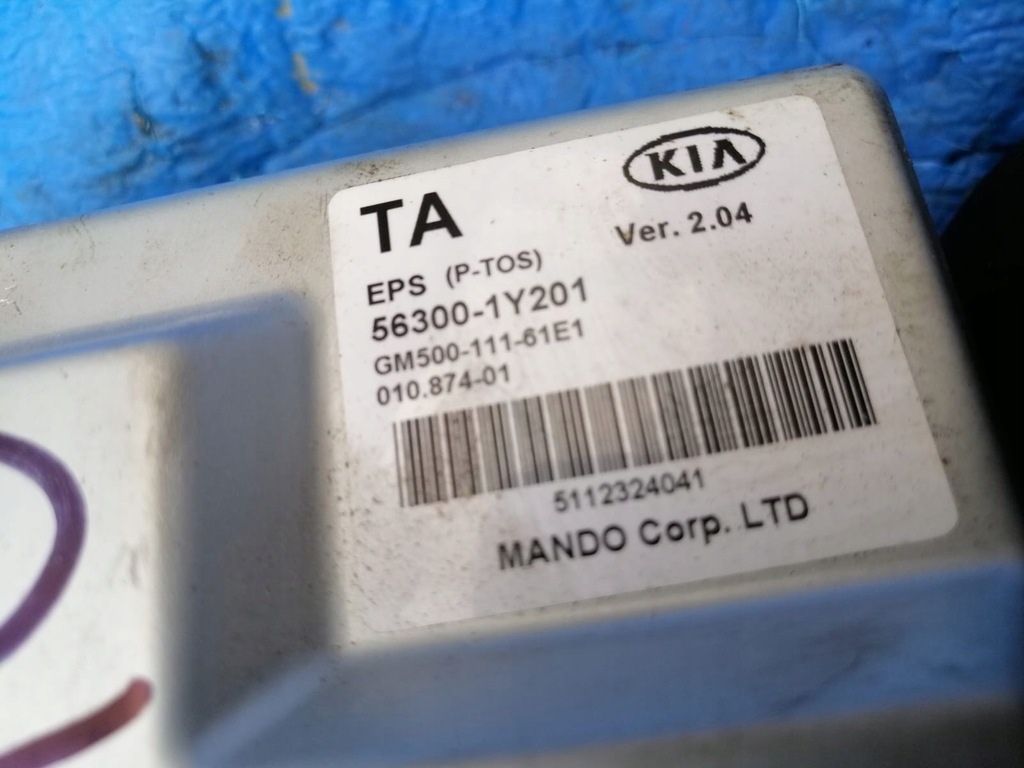 TA
KIA
Ver. 2.04
EPS (P-TOS)
56300-1Y201
GM500-111-61E1
010.874-01
5112324041
MANDO Corp. LTD